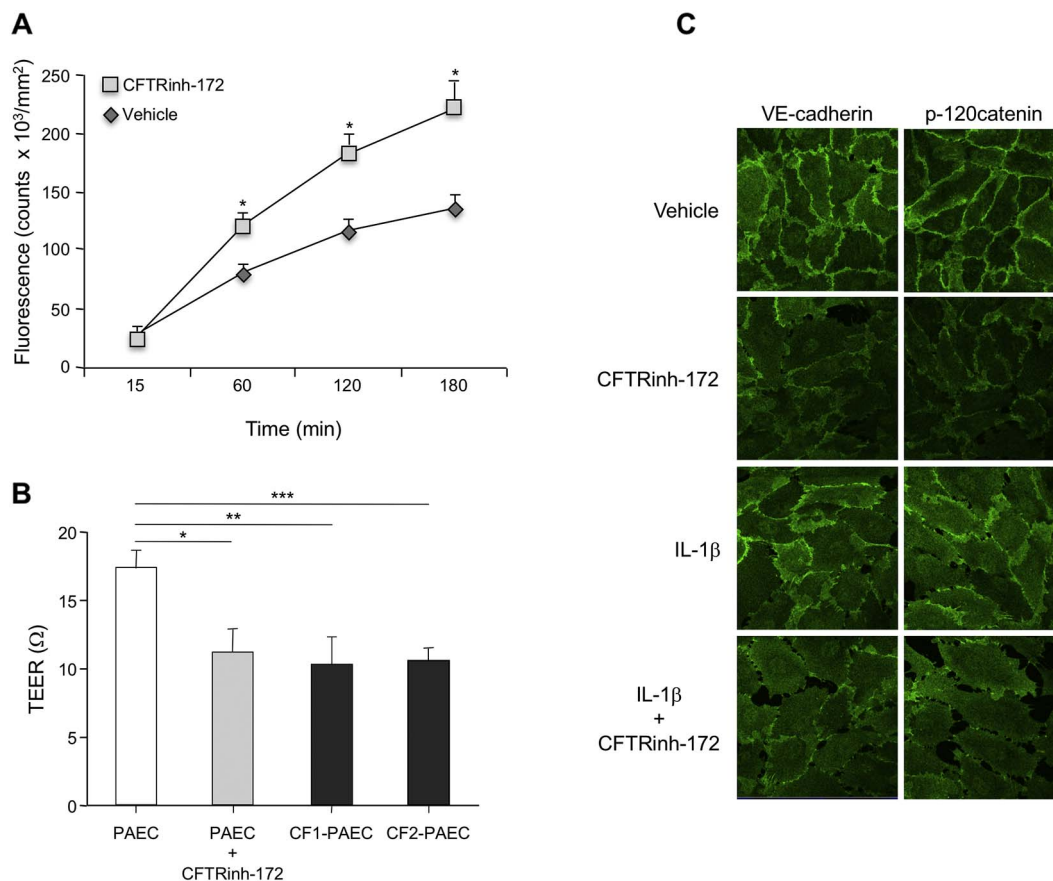 A
CFTRinh-172
Vehicle
Fluorescence (counts x 10³/mm²)
250
200
150
100
50
0
*
*
*
15 60 120 180
Time (min)
B
***
**
*
TEER (Ω)
20
15
10
5
0
PAEC
PAEC
+
CFTRinh-172
CF1-PAEC
CF2-PAEC
C
VE-cadherin p-120catenin
Vehicle
CFTRinh-172
IL-1β
IL-1β
+
CFTRinh-172